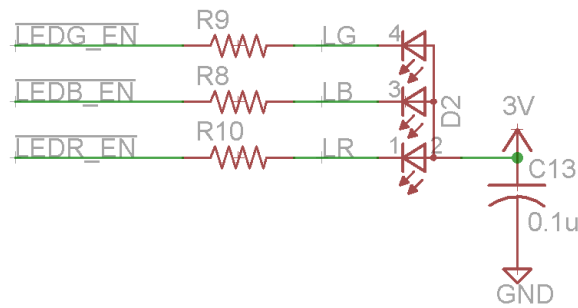 R9
LEDG_EN LG 4
R8
LEDB_EN LB 3
D2
3V
R10
LEDR_EN LR 1 2
C13
0.1u
GND